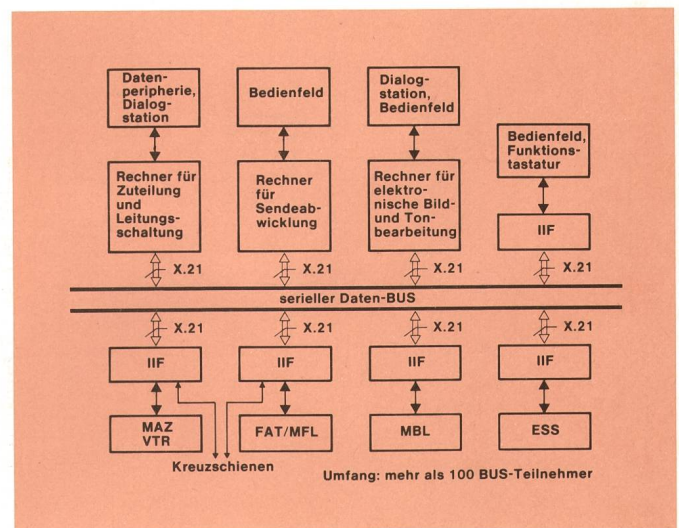 Daten-
peripherie,
Dialog-
station
Bedienfeld
Dialog-
station,
Bedienfeld
Bedienfeld,
Funktions-
tastatur
Rechner für
Zuteilung
und
Leitungs-
schaltung
Rechner
für
Sendeab-
wicklung
Rechner für
elektro-
nische Bild-
und Ton-
bearbeitung
IIF
X.21
X.21
X.21
X.21
serieller Daten-BUS
X.21
X.21
X.21
X.21
IIF
IIF
IIF
IIF
MAZ
VTR
FAT/MFL
MBL
ESS
Kreuzschienen
Umfang: mehr als 100 BUS-Teilnehmer